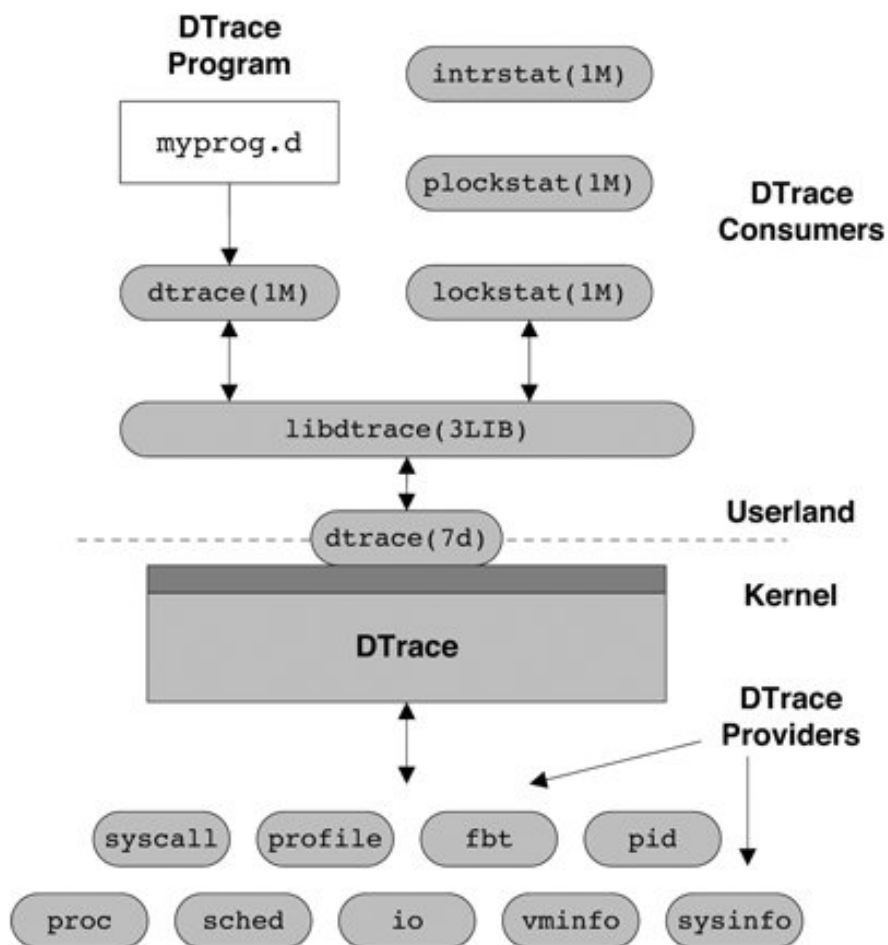 DTrace
Program
intrstat(1M)
myprog.d
plockstat(1M)
DTrace
Consumers
dtrace(1M)
lockstat(1M)
libdtrace(3LIB)
Userland
dtrace(7d)
Kernel
DTrace
DTrace
Providers
syscall
profile
fbt
pid
proc
sched
io
vminfo
sysinfo